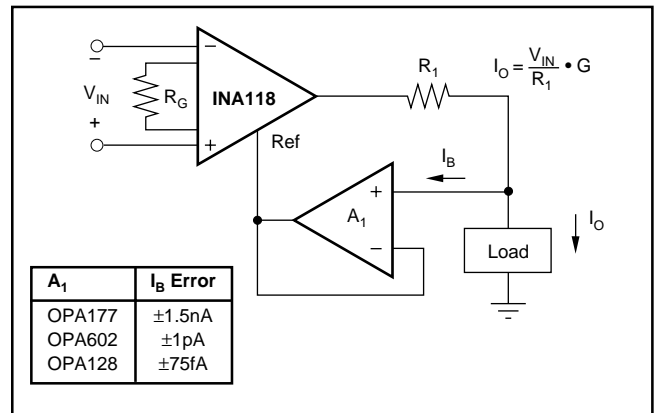 –
V_IN
+
R_G
–
INA118
+
Ref
R_1
I_O = V_IN / R_1 • G
I_B
+
A_1
–
Load
I_O
A_1 I_B Error
OPA177 ±1.5nA
OPA602 ±1pA
OPA128 ±75fA